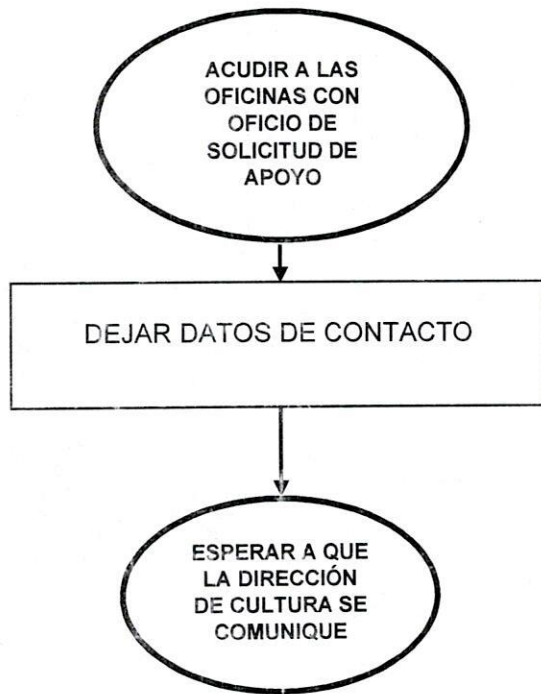 ACUDIR A LAS
OFICINAS CON
OFICIO DE
SOLICITUD DE
APOYO
DEJAR DATOS DE CONTACTO
ESPERAR A QUE
LA DIRECCIÓN
DE CULTURA SE
COMUNIQUE